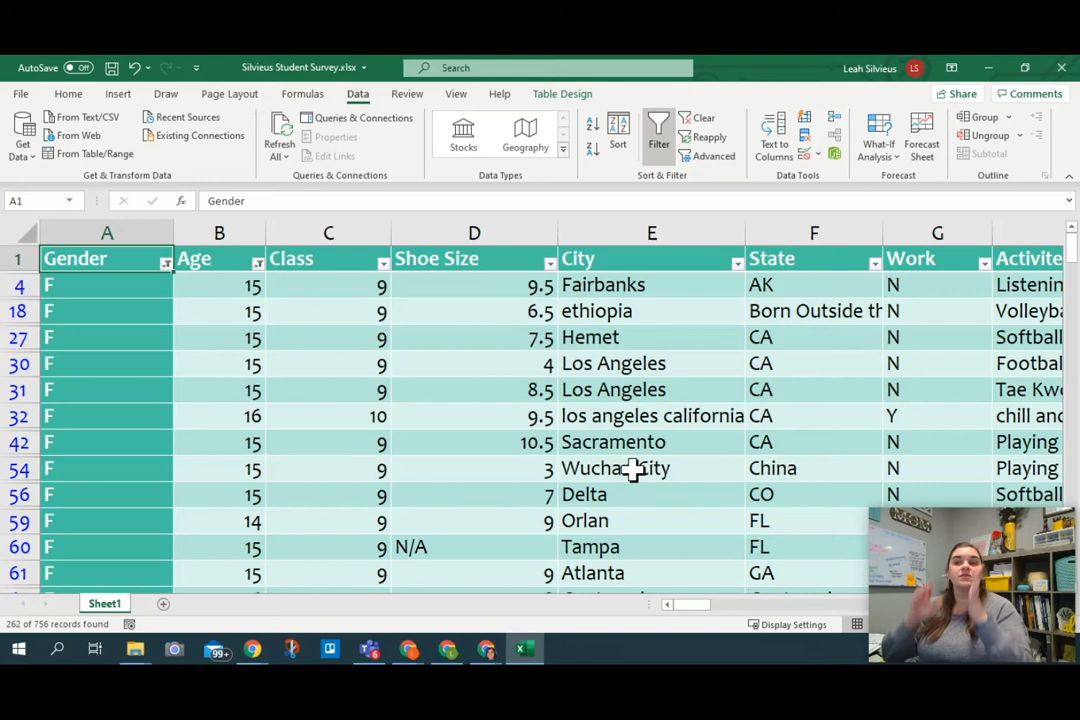 AutoSave Off Silvieus Student Survey.xlsx Search Leah Silvieus LS
File Home Insert Draw Page Layout Formulas Data Review View Help Table Design Share Comments
Get Data
From Text/CSV
From Web
From Table/Range
Recent Sources
Existing Connections
Get & Transform Data
Refresh All
Queries & Connections
Properties
Edit Links
Queries & Connections
Stocks Geography
Data Types
Sort Filter
Clear
Reapply
Advanced
Sort & Filter
Text to Columns
Data Tools
What-If Analysis
Forecast Sheet
Forecast
Group
Ungroup
Subtotal
Outline
A1 fx Gender
A B C D E F G
1 Gender Age Class Shoe Size City State Work Activite
4 F 15 9 9.5 Fairbanks AK N Listenin
18 F 15 9 6.5 ethiopia Born Outside th N Volleyba
27 F 15 9 7.5 Hemet CA N Softball
30 F 15 9 4 Los Angeles CA N Footbal
31 F 15 9 8.5 Los Angeles CA N Tae Kwo
32 F 16 10 9.5 los angeles california CA Y chill and
42 F 15 9 10.5 Sacramento CA N Playing
54 F 15 9 3 City China N Playing
56 F 15 9 7 Delta CO N Softball
59 F 14 9 9 Orlan FL
60 F 15 9 N/A Tampa FL
61 F 15 9 9 Atlanta GA
Sheet1
262 of 756 records found Display Settings
99+ 6